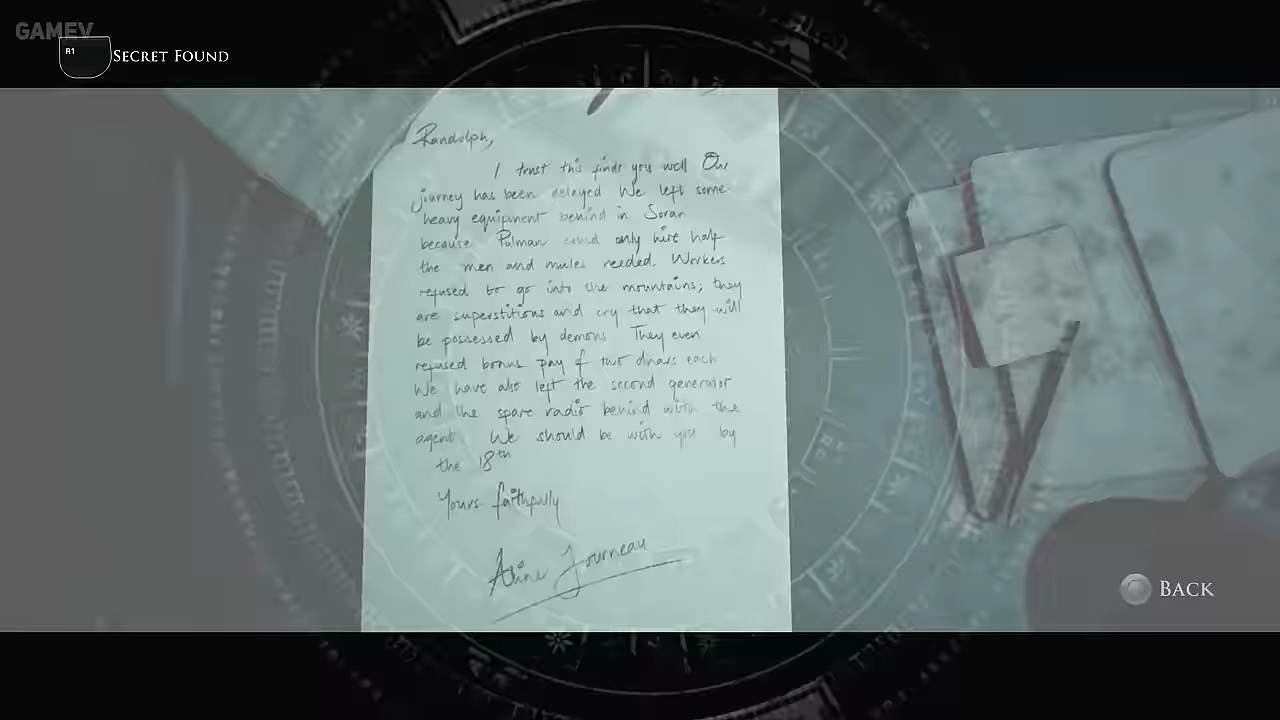 GAMEV
R1
SECRET FOUND
Randolph,
I trust this finds you well Our
journey has been delayed We left some
heavy equipment behind in Soran
because Pulman could only hire half
the men and mules needed. Workers
refused to go into the mountains; they
are superstitious and cry that they will
be possessed by demons They even
refused bonus pay of two dinars each
We have also left the second generator
and the spare radio behind with the
agent. We should be with you by
the 18th
Yours faithfully
Journeau
BACK